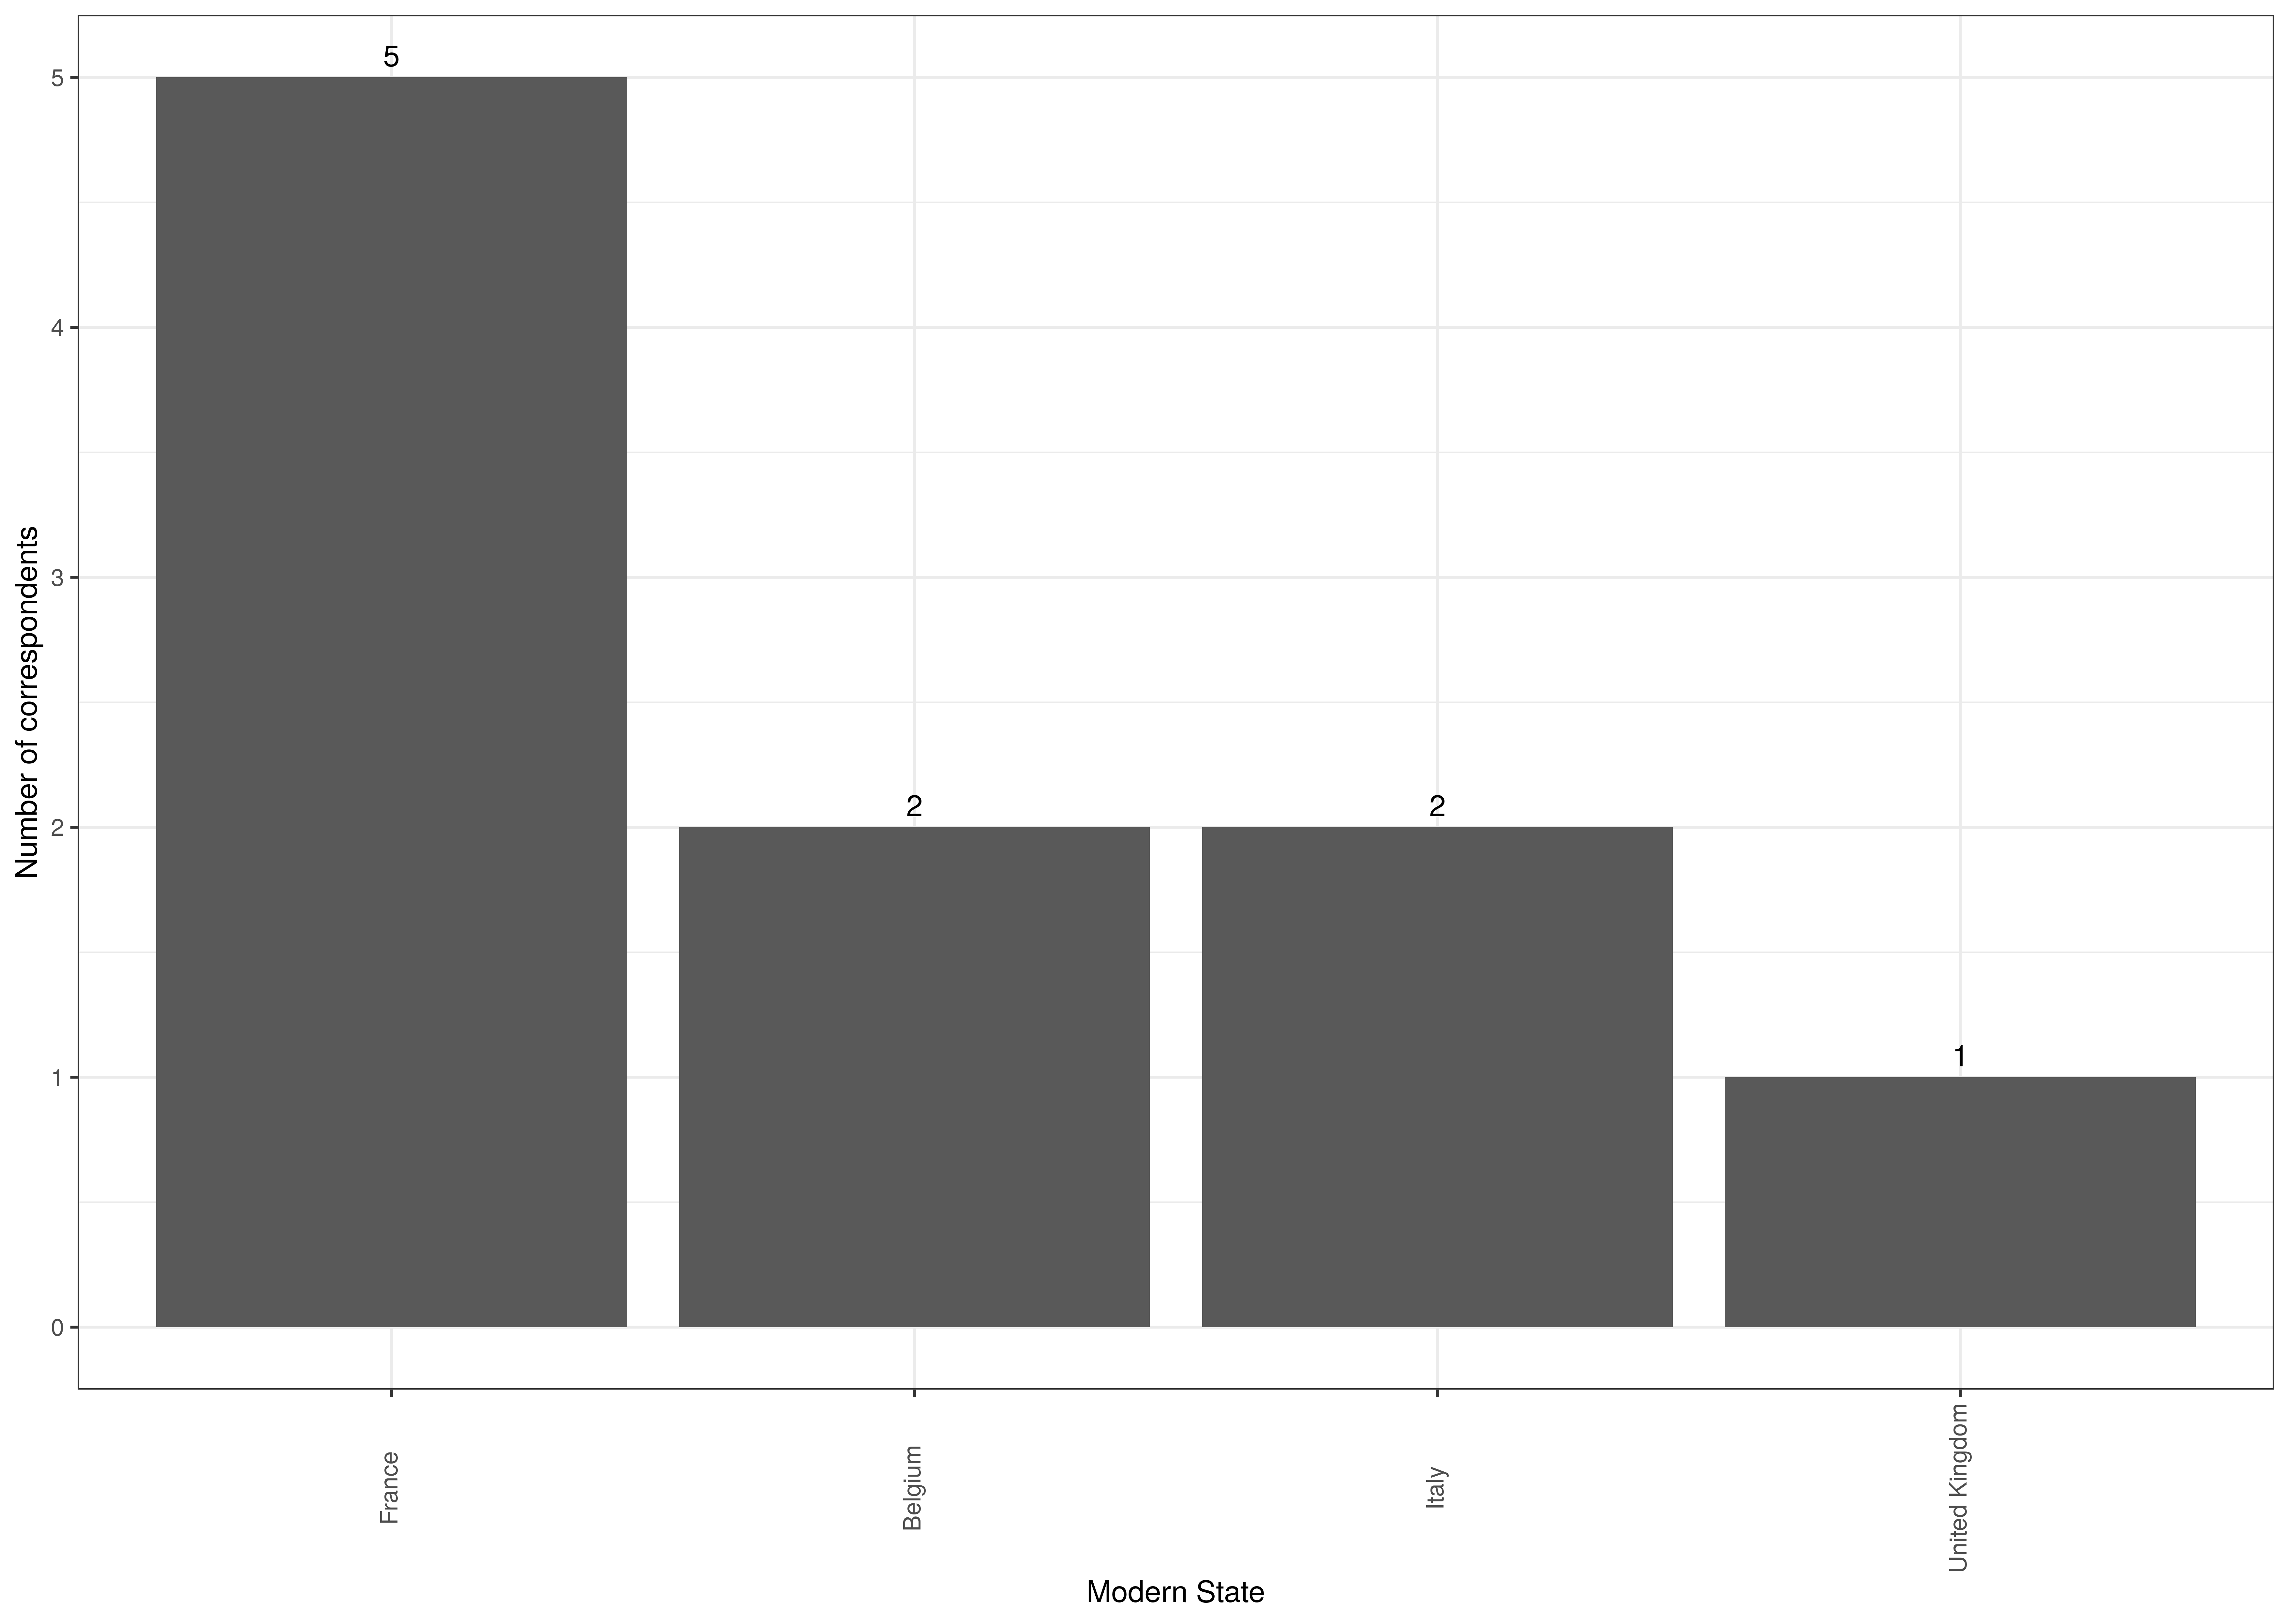 Number of correspondents
5
4
3
2
1
0
5
2
2
1
France
Belgium
Italy
United Kingdom
Modern State